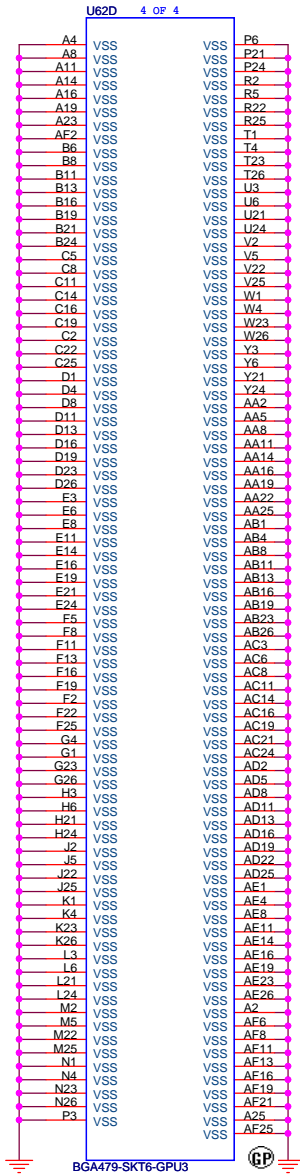 U62D 4 OF 4
A4 VSS VSS P6
A8 VSS VSS P21
A11 VSS VSS P24
A14 VSS VSS R2
A16 VSS VSS R5
A19 VSS VSS R22
A23 VSS VSS R25
AF2 VSS VSS T1
B6 VSS VSS T4
B8 VSS VSS T23
B11 VSS VSS T26
B13 VSS VSS U3
B16 VSS VSS U6
B19 VSS VSS U21
B21 VSS VSS U24
B24 VSS VSS V2
C5 VSS VSS V5
C8 VSS VSS V22
C11 VSS VSS V25
C14 VSS VSS W1
C16 VSS VSS W4
C19 VSS VSS W23
C2 VSS VSS W26
C22 VSS VSS Y3
C25 VSS VSS Y6
D1 VSS VSS Y21
D4 VSS VSS Y24
D8 VSS VSS AA2
D11 VSS VSS AA5
D13 VSS VSS AA8
D16 VSS VSS AA11
D19 VSS VSS AA14
D23 VSS VSS AA16
D26 VSS VSS AA19
E3 VSS VSS AA22
E6 VSS VSS AA25
E8 VSS VSS AB1
E11 VSS VSS AB4
E14 VSS VSS AB8
E16 VSS VSS AB11
E19 VSS VSS AB13
E21 VSS VSS AB16
E24 VSS VSS AB19
F5 VSS VSS AB23
F8 VSS VSS AB26
F11 VSS VSS AC3
F13 VSS VSS AC6
F16 VSS VSS AC8
F19 VSS VSS AC11
F2 VSS VSS AC14
F22 VSS VSS AC16
F25 VSS VSS AC19
G4 VSS VSS AC21
G1 VSS VSS AC24
G23 VSS VSS AD2
G26 VSS VSS AD5
H3 VSS VSS AD8
H6 VSS VSS AD11
H21 VSS VSS AD13
H24 VSS VSS AD16
J2 VSS VSS AD19
J5 VSS VSS AD22
J22 VSS VSS AD25
J25 VSS VSS AE1
K1 VSS VSS AE4
K4 VSS VSS AE8
K23 VSS VSS AE11
K26 VSS VSS AE14
L3 VSS VSS AE16
L6 VSS VSS AE19
L21 VSS VSS AE23
L24 VSS VSS AE26
M2 VSS VSS A2
M5 VSS VSS AF6
M22 VSS VSS AF8
M25 VSS VSS AF11
N1 VSS VSS AF13
N4 VSS VSS AF16
N23 VSS VSS AF19
N26 VSS VSS AF21
P3 VSS VSS A25
VSS AF25
BGA479-SKT6-GPU3 GP